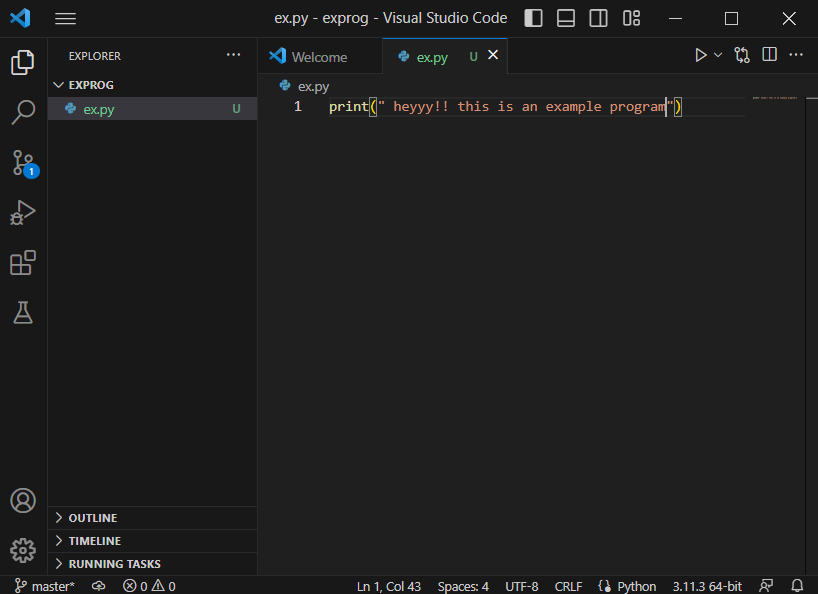 ex.py - exprog - Visual Studio Code
EXPLORER
Welcome
ex.py U
EXPROG
ex.py U
ex.py
1 print(" heyyy!! this is an example program")
1
OUTLINE
TIMELINE
RUNNING TASKS
master* 0 0 Ln 1, Col 43 Spaces: 4 UTF-8 CRLF Python 3.11.3 64-bit